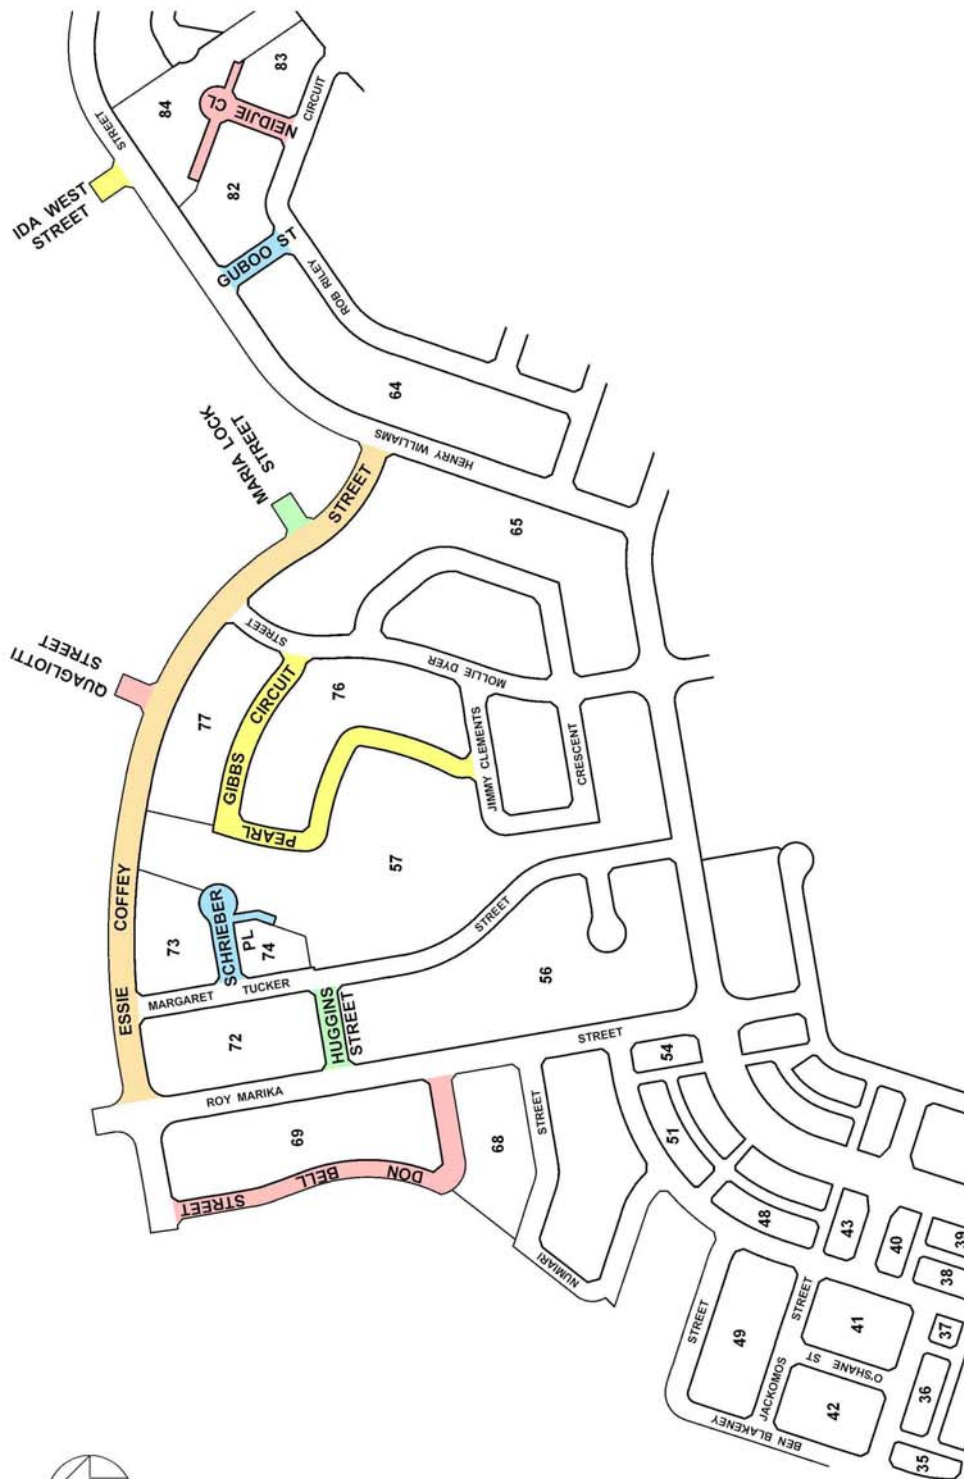 83
84
NEIDJIE CL
CIRCUIT
STREET
IDA WEST
STREET
82
GUBOO ST
ROB RILEY
64
MARIA LOCK
STREET
HENRY WILLIAMS
STREET
65
QUAGLIOTTI
STREET
STREET
MOLLIE DYER
77
CIRCUIT
76
GIBBS
PEARL
JIMMY CLEMENTS
CRESCENT
57
ESSIE COFFEY
73
SCHRIEBER
PL
74
STREET
MARGARET TUCKER
56
72
HUGGINS
STREET
STREET
54
ROY MARIKA
69
68
STREET
51
DON BELL STREET
NUMIARI
48
43
40
39
38
STREET
49
STREET
41
37
JACKOMOS
O'SHANE ST
36
42
BEN BLAKENEY
35